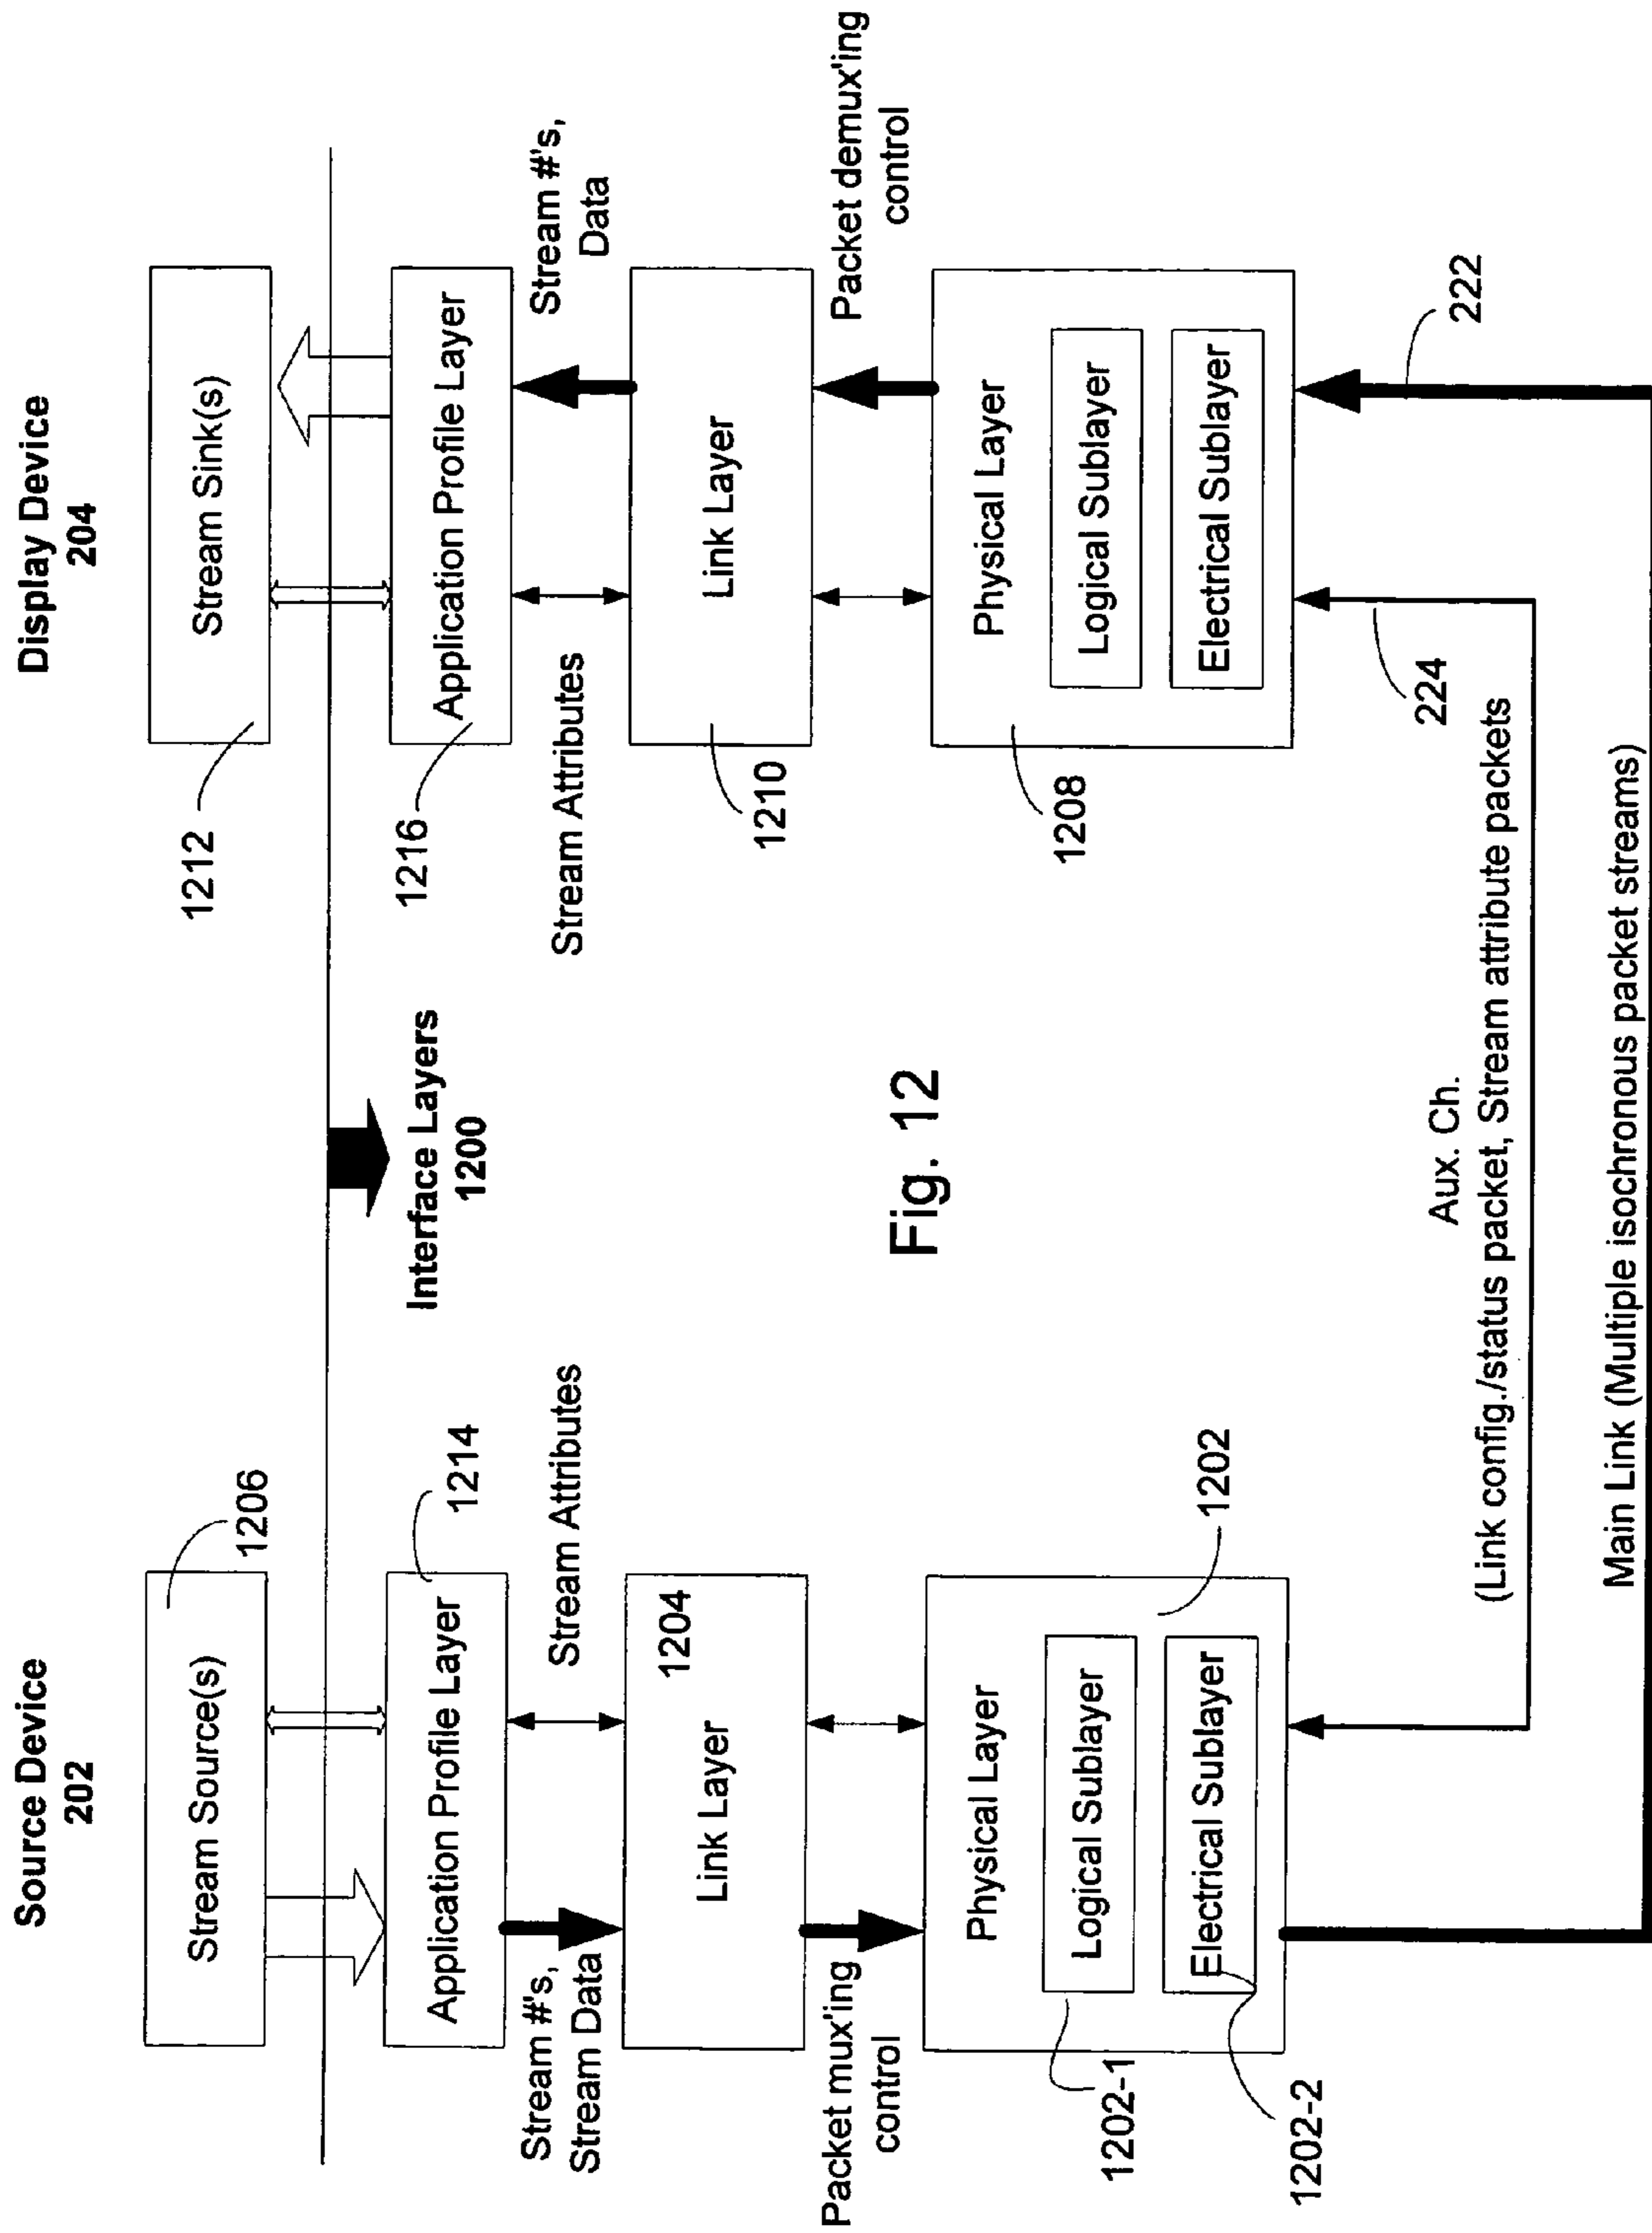 Source Device
202
Display Device
204
Stream Source(s)
1206
Stream Sink(s)
1212
Interface Layers
1200
Application Profile Layer
1214
Application Profile Layer
1216
Stream #'s,
Stream Data
Stream Attributes
Stream Attributes
Stream #'s,
Data
Link Layer
1204
Link Layer
1210
Packet mux'ing
control
Packet demux'ing
control
Fig. 12
Physical Layer
Logical Sublayer
Electrical Sublayer
1202
1202-1
1202-2
Physical Layer
Logical Sublayer
Electrical Sublayer
1208
224
222
Aux. Ch.
(Link config./status packet, Stream attribute packets
Main Link (Multiple isochronous packet streams)